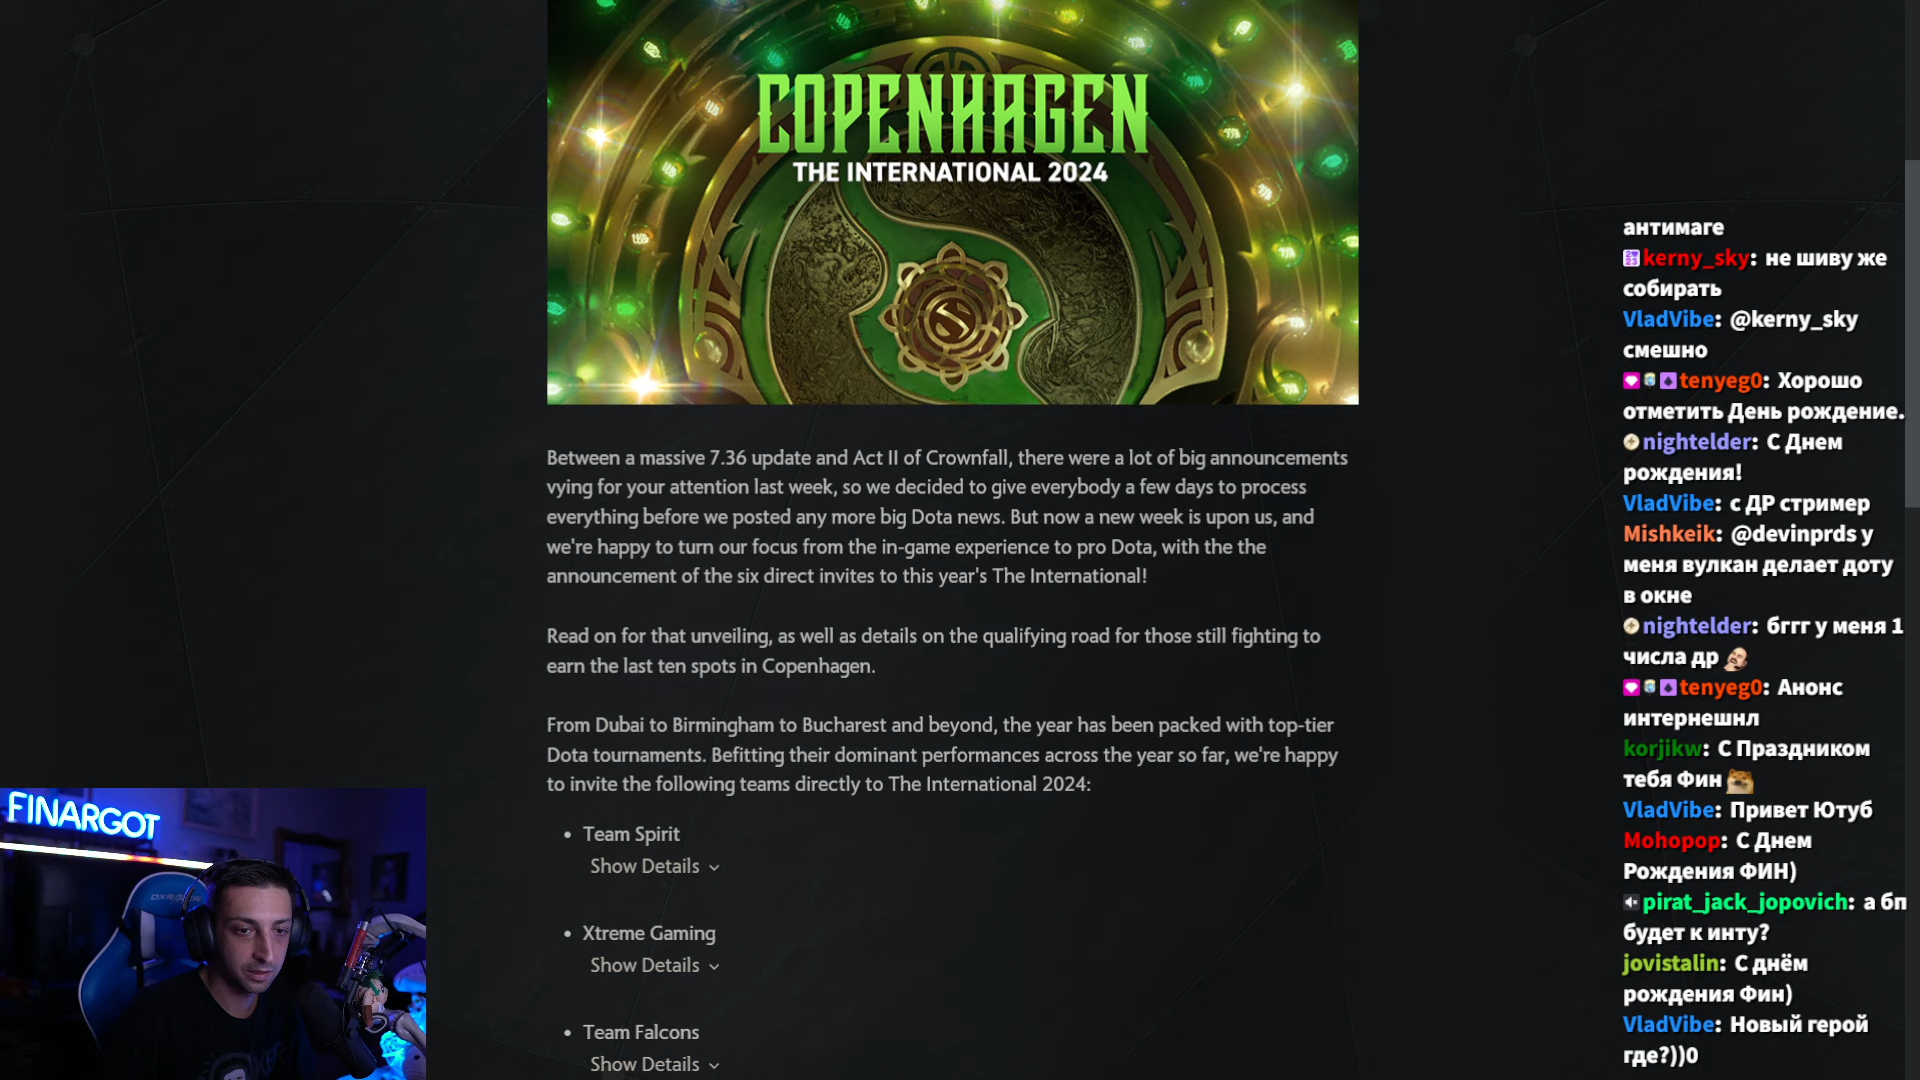 COPENHAGEN
THE INTERNATIONAL 2024
Between a massive 7.36 update and Act II of Crownfall, there were a lot of big announcements
vying for your attention last week, so we decided to give everybody a few days to process
everything before we posted any more big Dota news. But now a new week is upon us, and
we're happy to turn our focus from the in-game experience to pro Dota, with the the
announcement of the six direct invites to this year's The International!
Read on for that unveiling, as well as details on the qualifying road for those still fighting to
earn the last ten spots in Copenhagen.
From Dubai to Birmingham to Bucharest and beyond, the year has been packed with top-tier
Dota tournaments. Befitting their dominant performances across the year so far, we're happy
to invite the following teams directly to The International 2024:
• Team Spirit
Show Details
• Xtreme Gaming
Show Details
• Team Falcons
Show Details
FINARGOT
DXRACER
антимаге
kerny_sky: не шиву же
собирать
VladVibe: @kerny_sky
смешно
tenyeg0: Хорошо
отметить День рождение.
nightelder: С Днем
рождения!
VladVibe: с ДР стример
Mishkeik: @devinprds у
меня вулкан делает доту
в окне
nightelder: бггг у меня 1
числа др
tenyeg0: Анонс
интернешнл
korjikw: С Праздником
тебя Фин
VladVibe: Привет Ютуб
Mohopop: С Днем
Рождения ФИН)
pirat_jack_jopovich: а бп
будет к инту?
jovistalin: С днём
рождения Фин)
VladVibe: Новый герой
где?))0